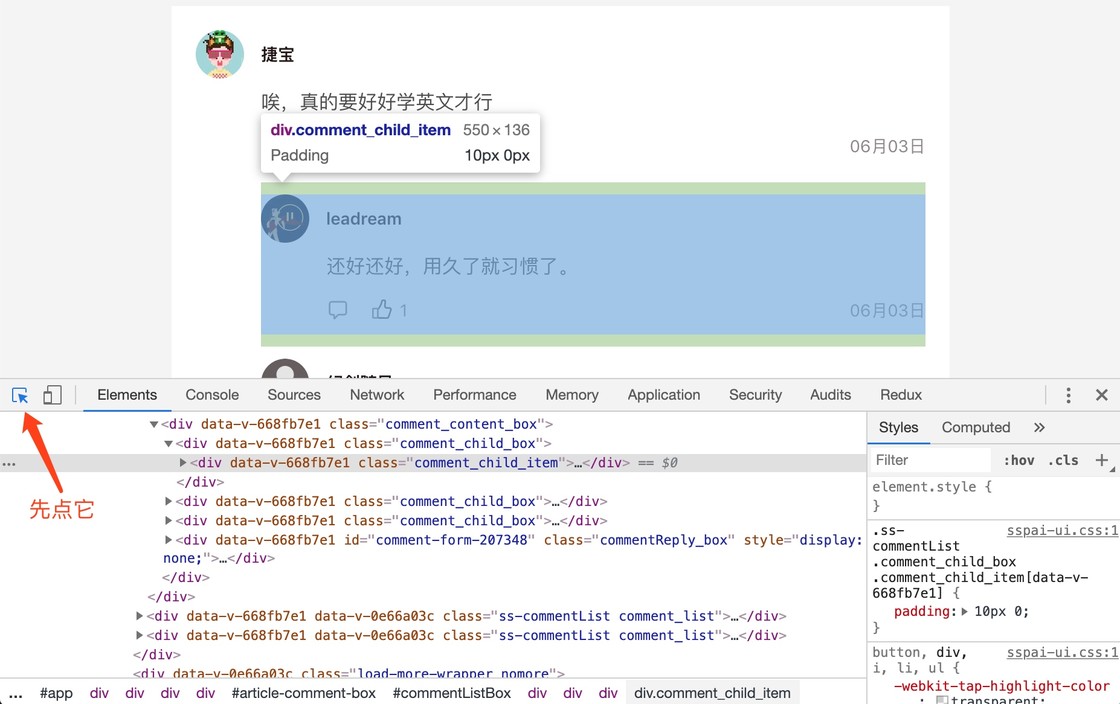 捷宝
唉，真的要好好学英文才行
div.comment_child_item 550 × 136
Padding 10px 0px
06月03日
leadream
还好还好，用久了就习惯了。
1
06月03日
Elements Console Sources Network Performance Memory Application Security Audits Redux
▼<div data-v-668fb7e1 class="comment_content_box">
▼<div data-v-668fb7e1 class="comment_child_box">
… ▶<div data-v-668fb7e1 class="comment_child_item">…</div> == $0
</div>
▶<div data-v-668fb7e1 class="comment_child_box">…</div>
▶<div data-v-668fb7e1 class="comment_child_box">…</div>
▶<div data-v-668fb7e1 id="comment-form-207348" class="commentReply_box" style="display:
none;">…</div>
</div>
</div>
▶<div data-v-668fb7e1 data-v-0e66a03c class="ss-commentList comment_list">…</div>
▶<div data-v-668fb7e1 data-v-0e66a03c class="ss-commentList comment_list">…</div>
</div>
<div data-v-0e66a03c class="load-more-wrapper nomore">
先点它
… #app div div div div #article-comment-box #commentListBox div div div div.comment_child_item
Styles Computed »
Filter :hov .cls +
element.style {
}
.ss- sspai-ui.css:1
commentList
.comment_child_box
.comment_child_item[data-v-
668fb7e1] {
padding:▶ 10px 0;
}
button, div, sspai-ui.css:1
i, li, ul {
-webkit-tap-highlight-color
: transparent;